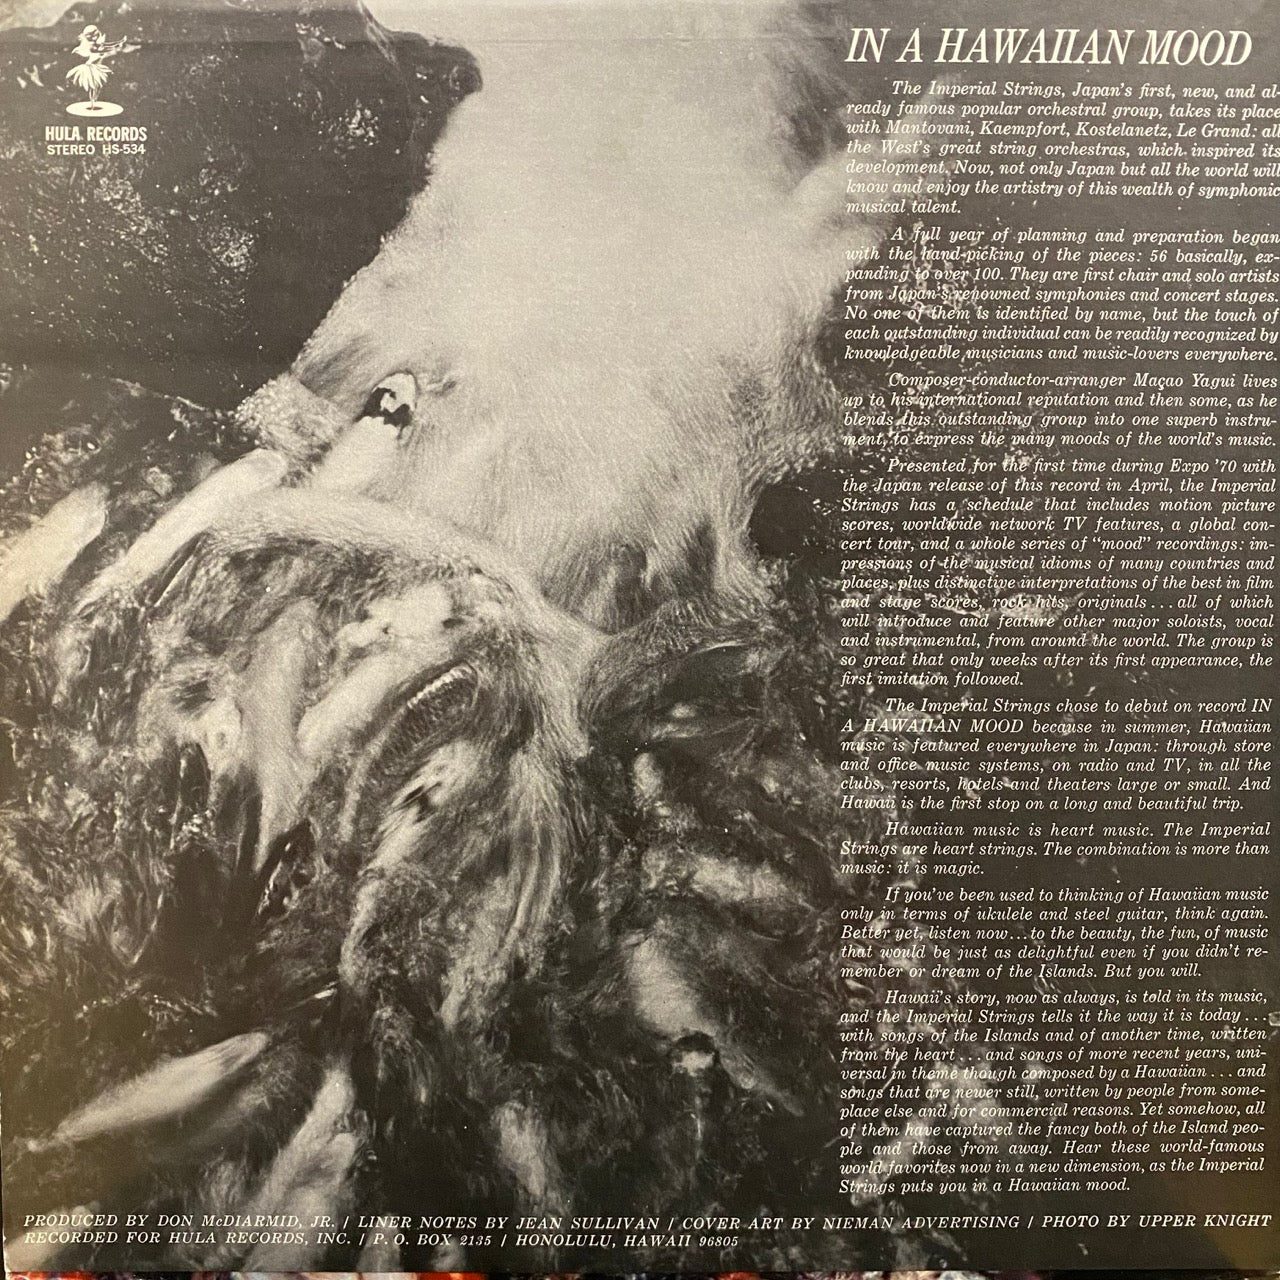 HULA RECORDS
STEREO HS-534
IN A HAWAIIAN MOOD
The Imperial Strings, Japan's first, new, and al-
ready famous popular orchestral group, takes its place
with Mantovani, Kaempfort, Kostelanetz, Le Grand: all
the West's great string orchestras, which inspired its
development. Now, not only Japan but all the world will
know and enjoy the artistry of this wealth of symphonic
musical talent.
A full year of planning and preparation began
with the hand-picking of the pieces: 56 basically, ex-
panding to over 100. They are first chair and solo artists
from Japan's renowned symphonies and concert stages.
No one of them is identified by name, but the touch of
each outstanding individual can be readily recognized by
knowledgeable musicians and music-lovers everywhere.
Composer-conductor-arranger Maçao Yagui lives
up to his international reputation and then some, as he
blends this outstanding group into one superb instru-
ment, to express the many moods of the world's music.
Presented for the first time during Expo '70 with
the Japan release of this record in April, the Imperial
Strings has a schedule that includes motion picture
scores, worldwide network TV features, a global con-
cert tour, and a whole series of "mood" recordings: im-
pressions of the musical idioms of many countries and
places, plus distinctive interpretations of the best in film
and stage scores, rock hits, originals . . . all of which
will introduce and feature other major soloists, vocal
and instrumental, from around the world. The group is
so great that only weeks after its first appearance, the
first imitation followed.
The Imperial Strings chose to debut on record IN
A HAWAIIAN MOOD because in summer, Hawaiian
music is featured everywhere in Japan: through store
and office music systems, on radio and TV, in all the
clubs, resorts, hotels and theaters large or small. And
Hawaii is the first stop on a long and beautiful trip.
Hawaiian music is heart music. The Imperial
Strings are heart strings. The combination is more than
music: it is magic.
If you've been used to thinking of Hawaiian music
only in terms of ukulele and steel guitar, think again.
Better yet, listen now...to the beauty, the fun, of music
that would be just as delightful even if you didn't re-
member or dream of the Islands. But you will.
Hawaii's story, now as always, is told in its music,
and the Imperial Strings tells it the way it is today . . .
with songs of the Islands and of another time, written
from the heart . . . and songs of more recent years, uni-
versal in theme though composed by a Hawaiian . . . and
songs that are newer still, written by people from some-
place else and for commercial reasons. Yet somehow, all
of them have captured the fancy both of the Island peo-
ple and those from away. Hear these world-famous
world favorites now in a new dimension, as the Imperial
Strings puts you in a Hawaiian mood.
PRODUCED BY DON McDIARMID, JR. / LINER NOTES BY JEAN SULLIVAN / COVER ART BY NIEMAN ADVERTISING / PHOTO BY UPPER KNIGHT
RECORDED FOR HULA RECORDS, INC. / P. O. BOX 2135 / HONOLULU, HAWAII 96805